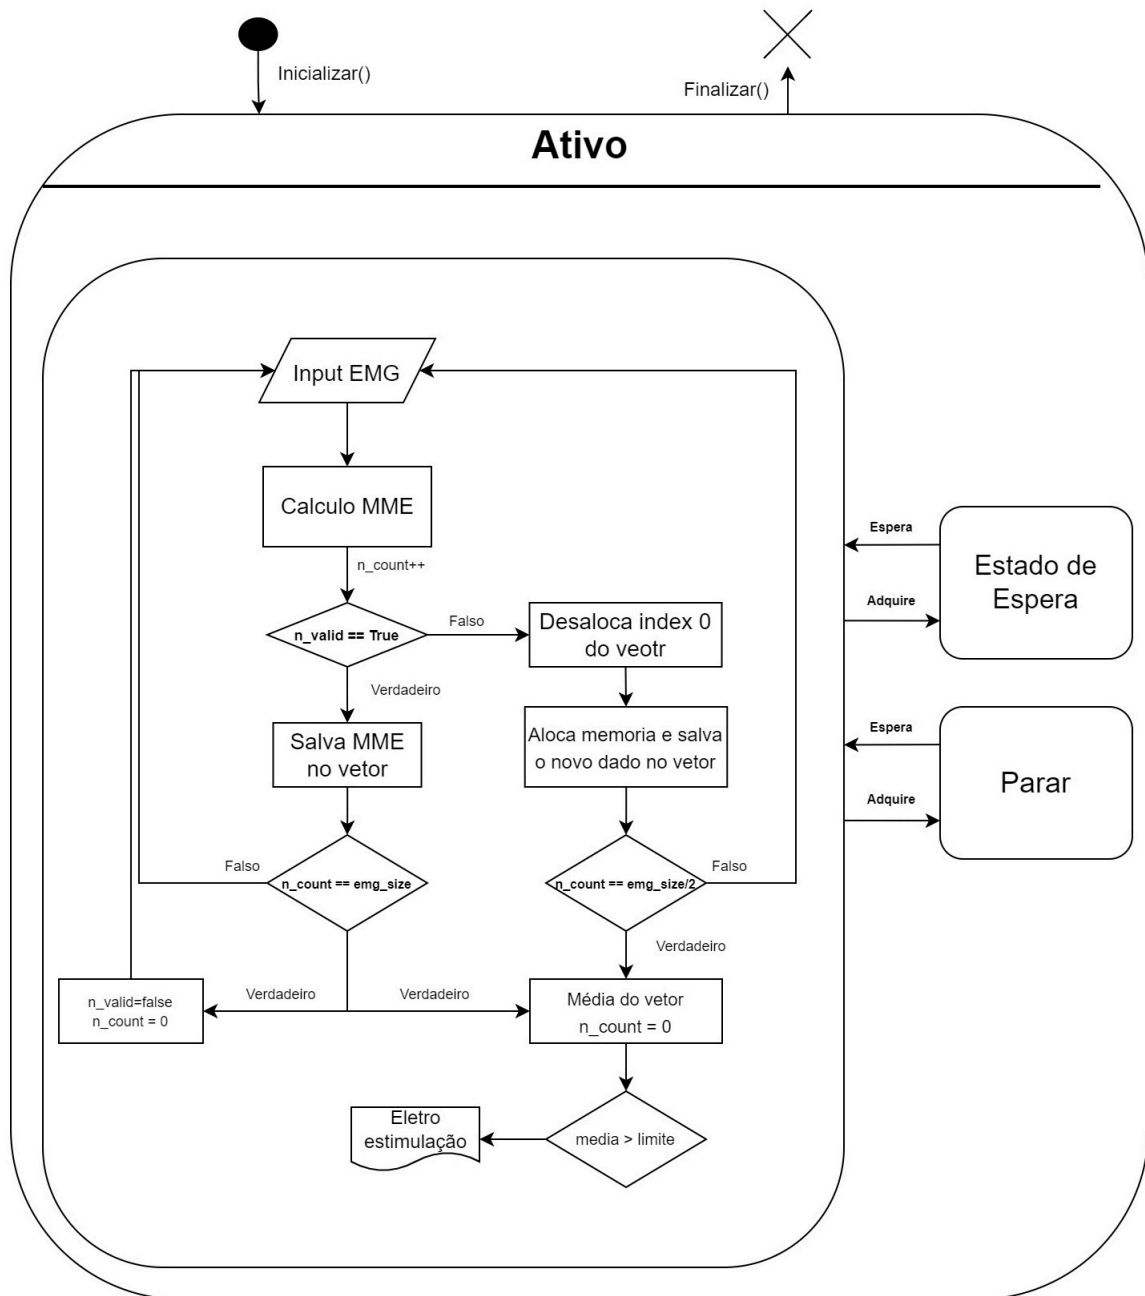 Inicializar()
Finalizar()
Ativo
Input EMG
Calculo MME
n_count++
n_valid == True
Falso
Desaloca index 0
do veotr
Verdadeiro
Salva MME
no vetor
Aloca memoria e salva
o novo dado no vetor
Falso
n_count == emg_size
n_count == emg_size/2
Falso
Verdadeiro
n_valid=false
n_count = 0
Verdadeiro
Verdadeiro
Média do vetor
n_count = 0
Eletro
estimulação
media > limite
Espera
Adquire
Estado de
Espera
Espera
Adquire
Parar